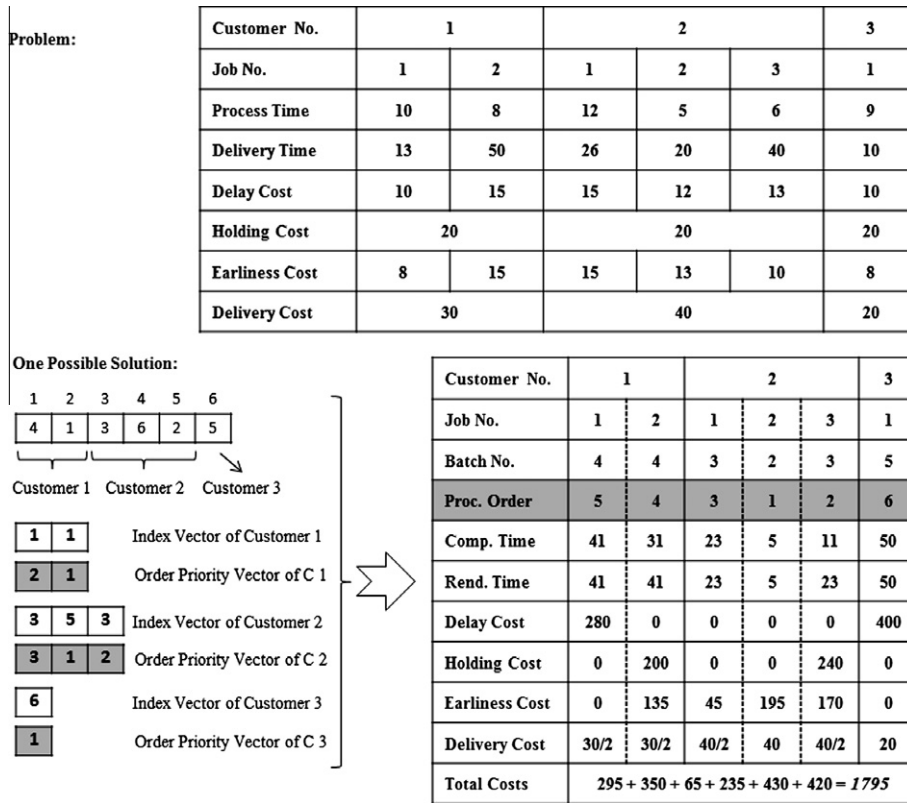 Problem:
Customer No. 1 2 3
Job No. 1 2 1 2 3 1
Process Time 10 8 12 5 6 9
Delivery Time 13 50 26 20 40 10
Delay Cost 10 15 15 12 13 10
Holding Cost 20 20 20
Earliness Cost 8 15 15 13 10 8
Delivery Cost 30 40 20
One Possible Solution:
1 2 3 4 5 6
4 1 3 6 2 5
Customer 1 Customer 2 Customer 3
1 1 Index Vector of Customer 1
2 1 Order Priority Vector of C 1
3 5 3 Index Vector of Customer 2
3 1 2 Order Priority Vector of C 2
6 Index Vector of Customer 3
1 Order Priority Vector of C 3
Customer No. 1 2 3
Job No. 1 2 1 2 3 1
Batch No. 4 4 3 2 3 5
Proc. Order 5 4 3 1 2 6
Comp. Time 41 31 23 5 11 50
Rend. Time 41 41 23 5 23 50
Delay Cost 280 0 0 0 0 400
Holding Cost 0 200 0 0 240 0
Earliness Cost 0 135 45 195 170 0
Delivery Cost 30/2 30/2 40/2 40 40/2 20
Total Costs 295 + 350 + 65 + 235 + 430 + 420 = 1795